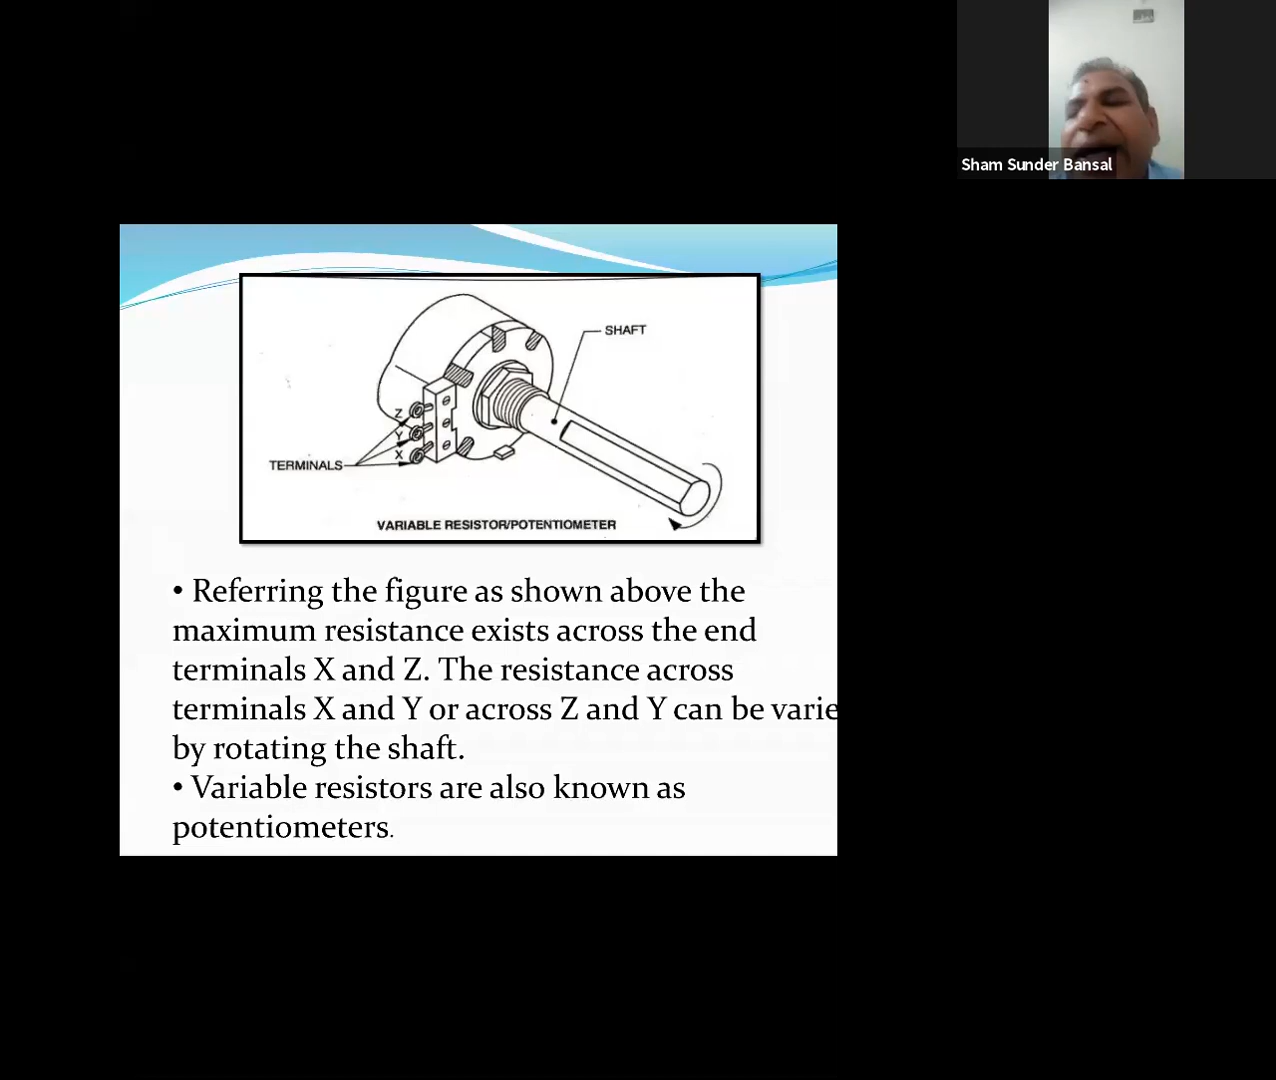 Sham Sunder Bansal
SHAFT
Z
Y
X
TERMINALS
VARIABLE RESISTOR/POTENTIOMETER
• Referring the figure as shown above the
maximum resistance exists across the end
terminals X and Z. The resistance across
terminals X and Y or across Z and Y can be varie
by rotating the shaft.
• Variable resistors are also known as
potentiometers.